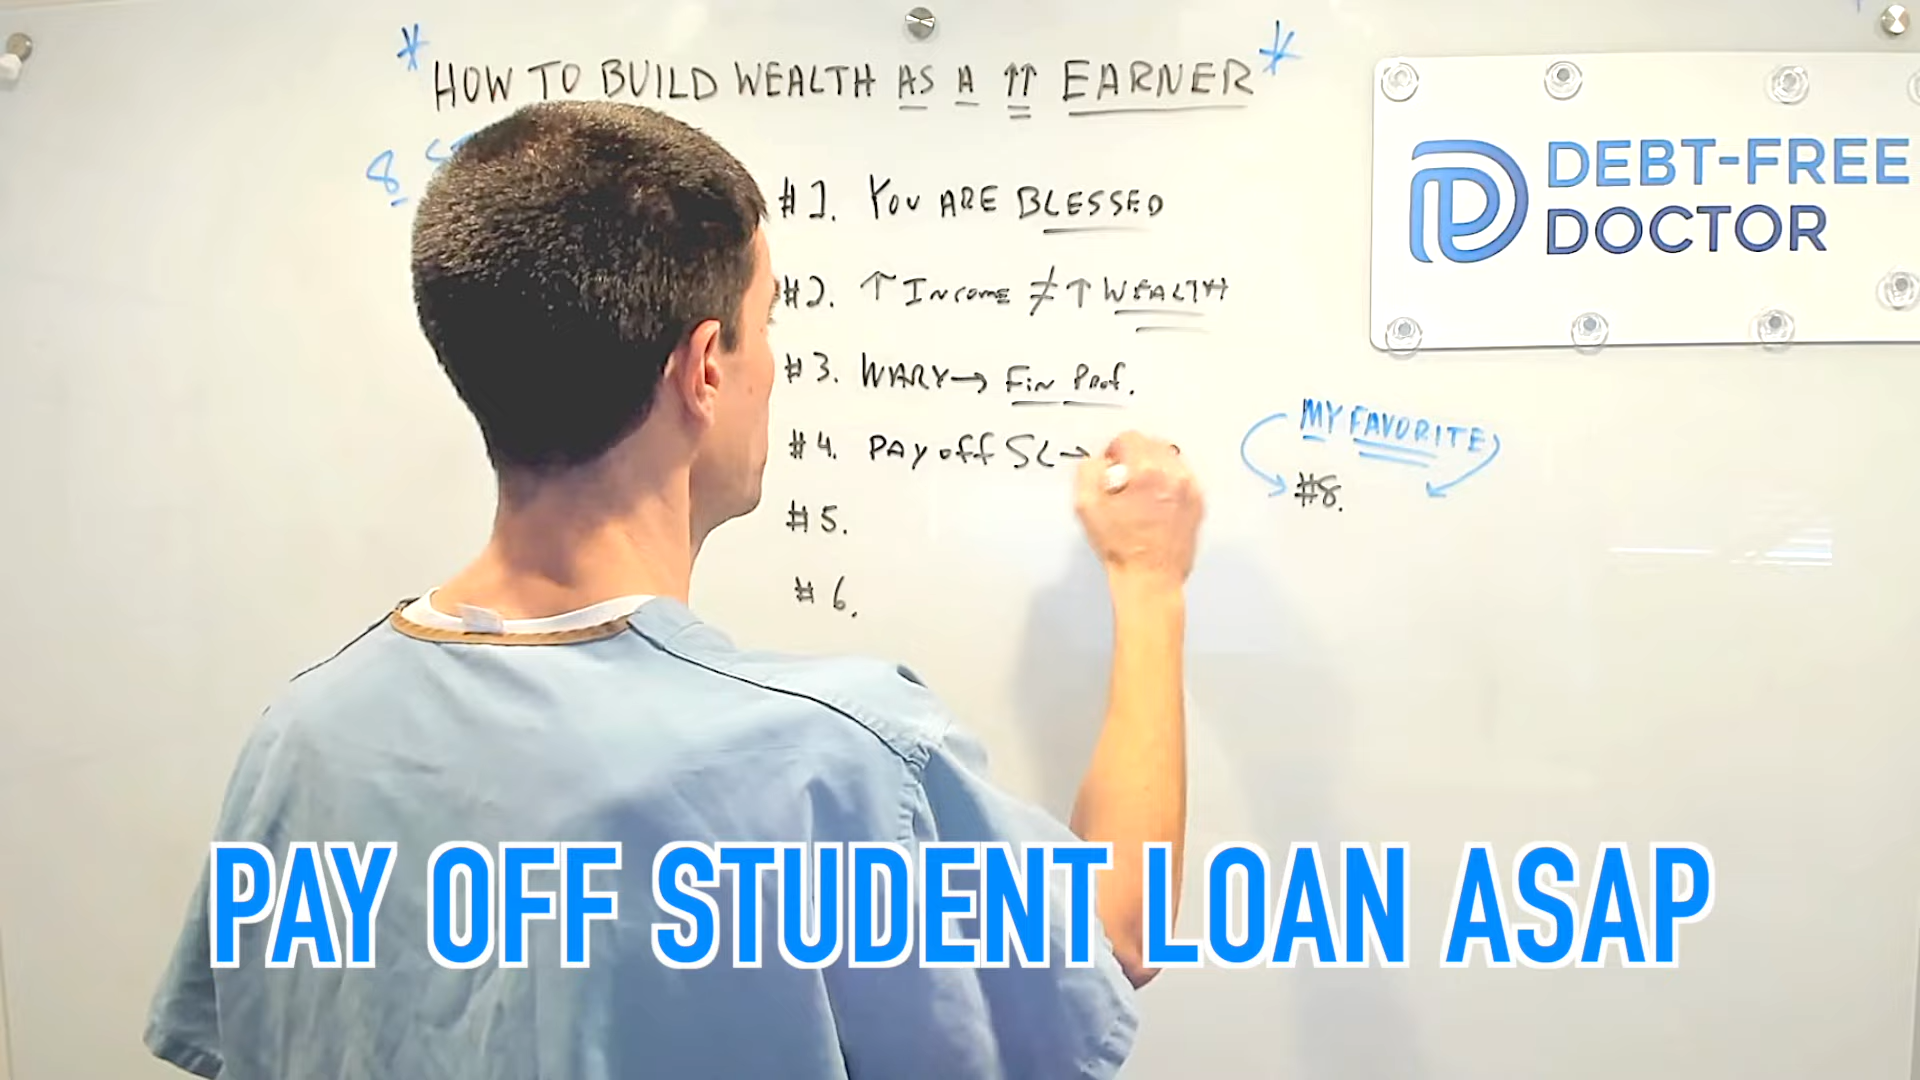 * HOW TO BUILD WEALTH AS A ↑↑ EARNER *
8
#1. YOU ARE BLESSED
#2. ↑ INCOME ≠ ↑ WEALTH
#3. WARY → FIN PROF.
#4. PAY OFF SL →
#5.
#6.
MY FAVORITE
#8.
DEBT-FREE
DOCTOR
PAY OFF STUDENT LOAN ASAP